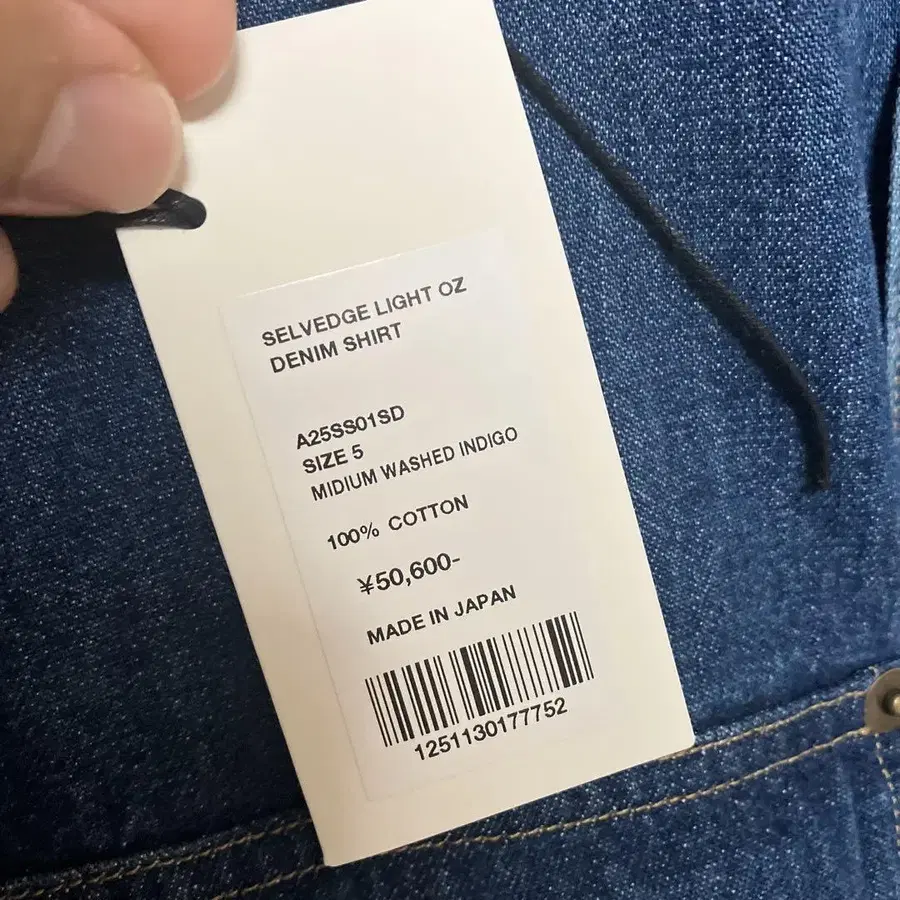 SELVEDGE LIGHT OZ
DENIM SHIRT
A25SS01SD
SIZE 5
MIDIUM WASHED INDIGO
100% COTTON
¥50,600-
MADE IN JAPAN
1251130177752